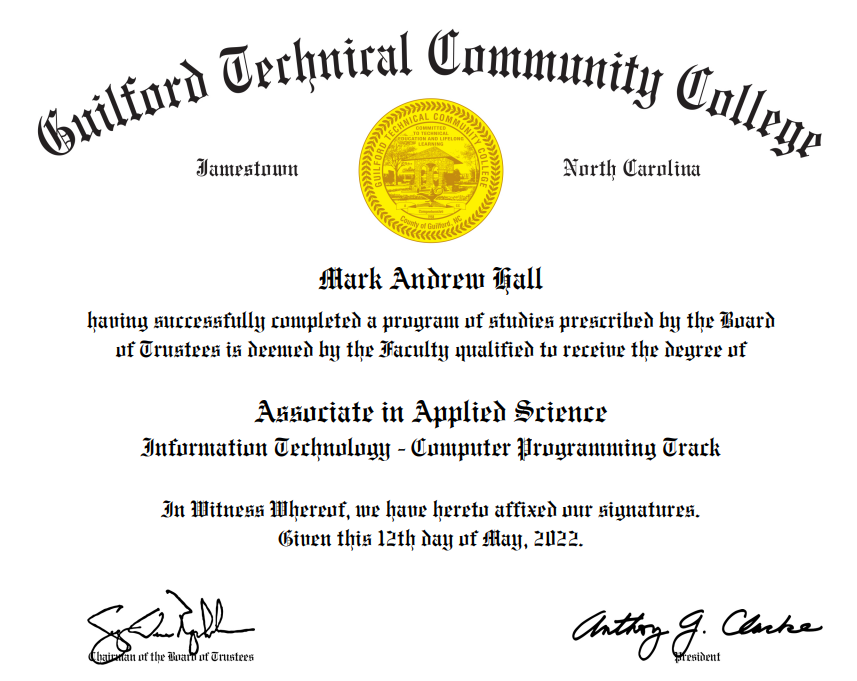 Guilford Technical Community College
Jamestown
North Carolina
GUILFORD TECHNICAL COMMUNITY COLLEGE
COMMITTED
TO TECHNICAL
EDUCATION AND LIFELONG
LEARNING
County of Guilford, NC
Mark Andrew Hall
having successfully completed a program of studies prescribed by the Board
of Trustees is deemed by the Faculty qualified to receive the degree of
Associate in Applied Science
Information Technology - Computer Programming Track
In Witness Whereof, we have hereto affixed our signatures.
Given this 12th day of May, 2022.
Anthony G. Clarke
Chairman of the Board of Trustees
President